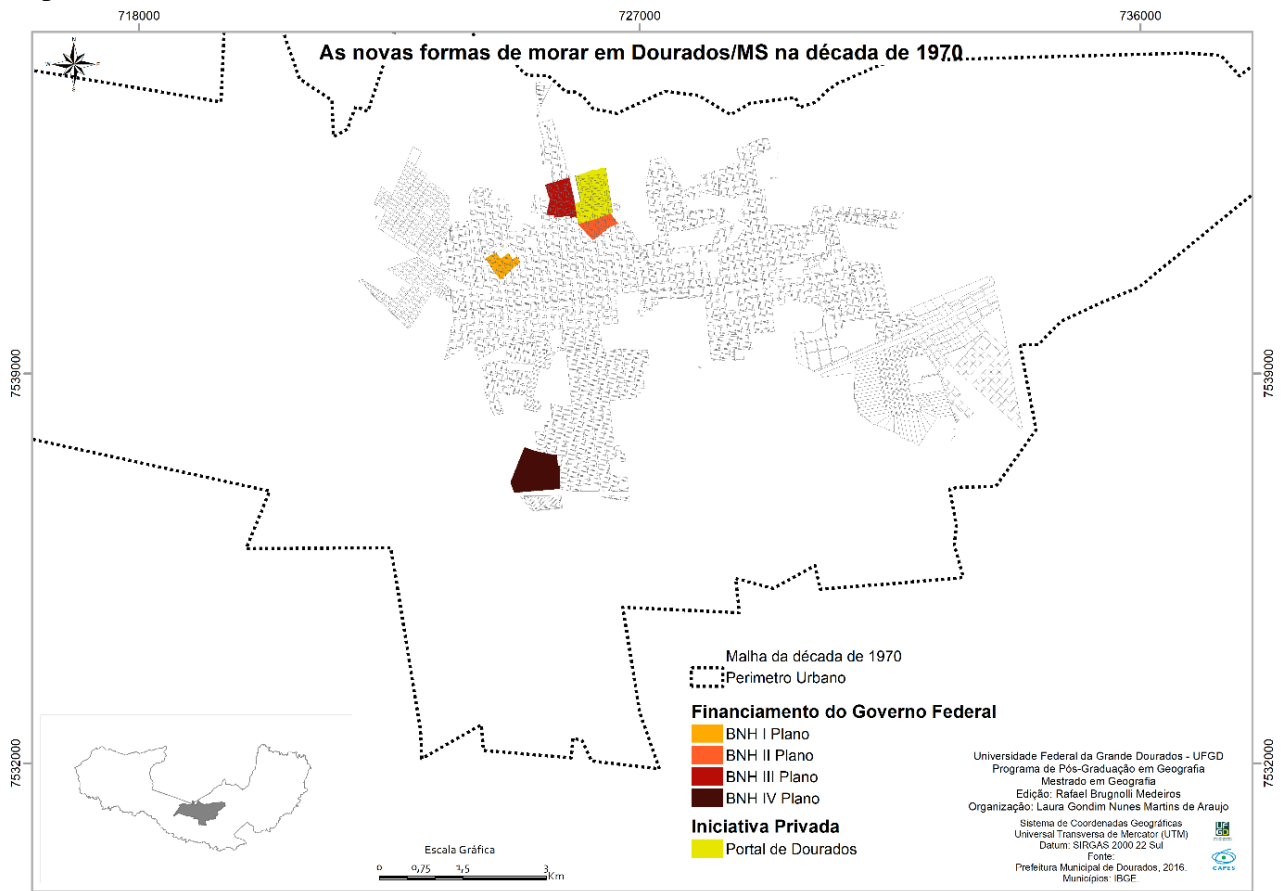 718000
727000
736000
As novas formas de morar em Dourados/MS na década de 1970
N
W
E
S
7539000
7539000
Malha da década de 1970
Perimetro Urbano
Financiamento do Governo Federal
BNH I Plano
BNH II Plano
BNH III Plano
BNH IV Plano
Iniciativa Privada
Portal de Dourados
7532000
7532000
Universidade Federal da Grande Dourados - UFGD
Programa de Pós-Graduação em Geografia
Mestrado em Geografia
Edição: Rafael Brugnolli Medeiros
Organização: Laura Gondim Nunes Martins de Araujo
Sistema de Coordenadas Geográficas
Universal Transversa de Mercator (UTM)
Datum: SIRGAS 2000 22 Sul
Fonte:
Prefeitura Municipal de Dourados, 2016.
Municípios: IBGE.
UFGD
CAPES
Escala Gráfica
0 0,75 1,5 3
Km